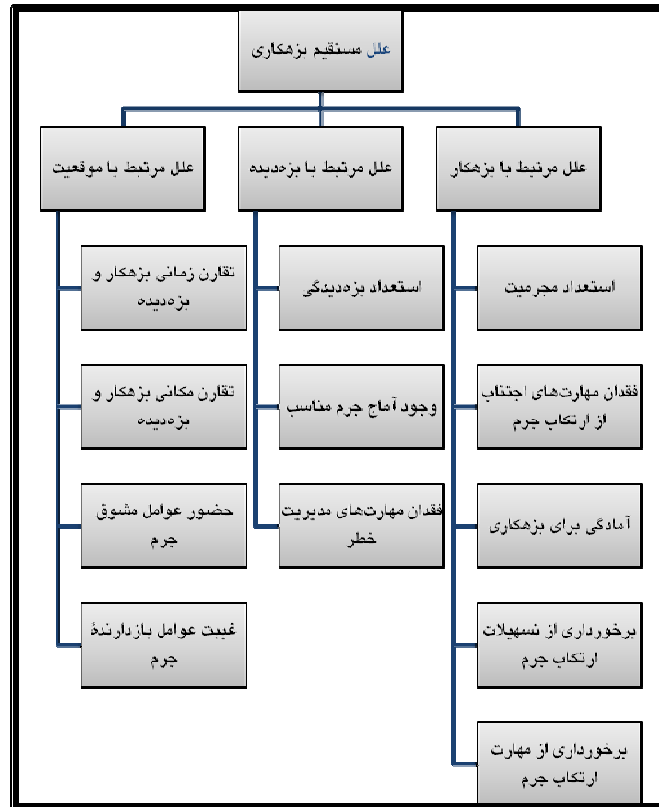 علل مستقیم بزهکاری
علل مرتبط با بزهکار
علل مرتبط با بزه‌دیده
علل مرتبط با موقعیت
استعداد مجرمیت
فقدان مهارت‌های اجتناب
از ارتکاب جرم
آمادگی برای بزهکاری
برخورداری از تسهیلات
ارتکاب جرم
برخورداری از مهارت
ارتکاب جرم
استعداد بزه‌دیدگی
وجود آماج جرم مناسب
فقدان مهارت‌های مدیریت
خطر
تقارن زمانی بزهکار و
بزه‌دیده
تقارن مکانی بزهکار و
بزه‌دیده
حضور عوامل مشوق
جرم
غیبت عوامل بازدارندهٔ
جرم